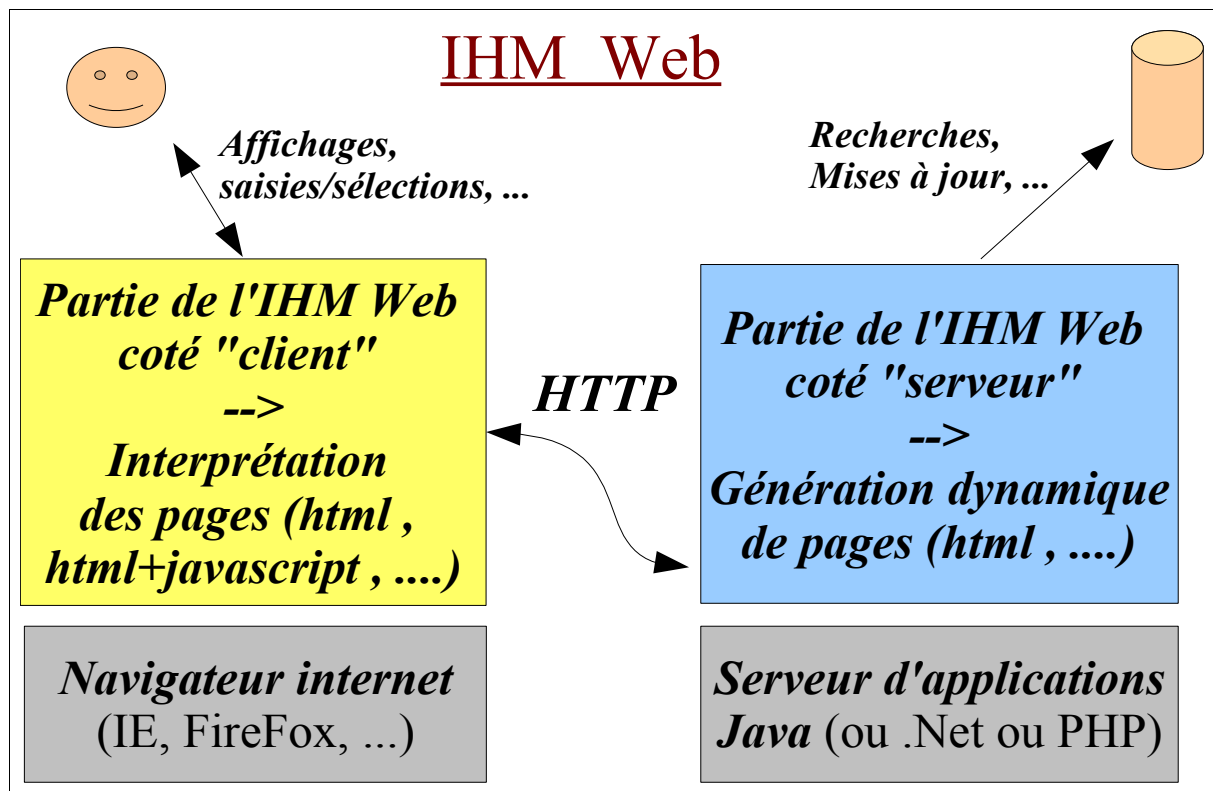 IHM Web
Affichages,
saisies/sélections, ...
Recherches,
Mises à jour, ...
Partie de l'IHM Web
coté "client"
-->
Interprétation
des pages (html ,
html+javascript , ....)
HTTP
Partie de l'IHM Web
coté "serveur"
-->
Génération dynamique
de pages (html , ....)
Navigateur internet
(IE, FireFox, ...)
Serveur d'applications
Java (ou .Net ou PHP)